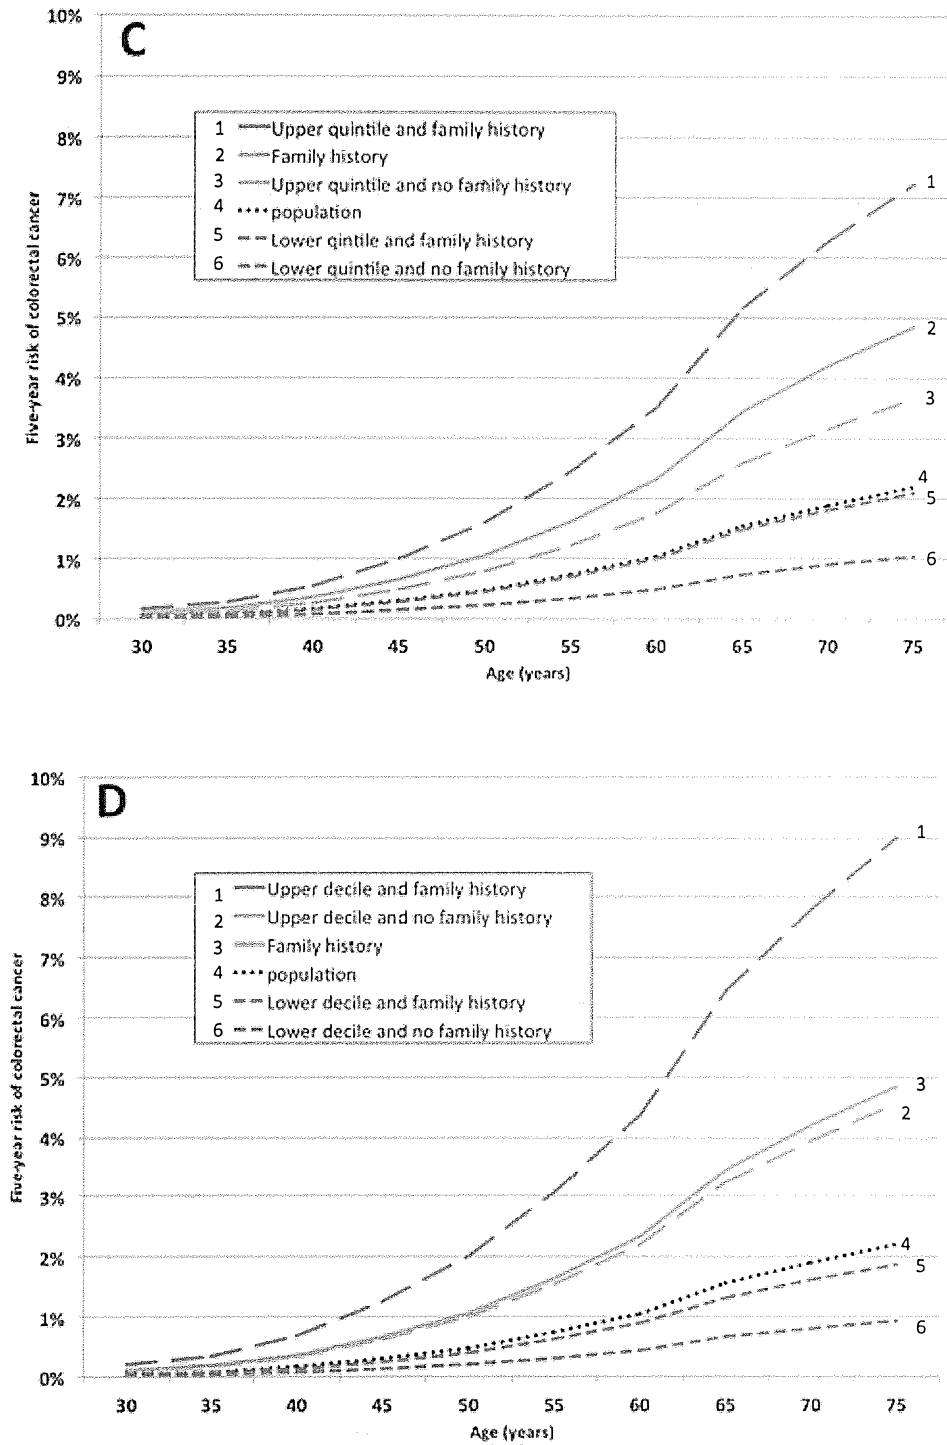 10%
C
9%
8%
7%
6%
5%
4%
3%
2%
1%
0%
Five-year risk of colorectal cancer
1 Upper quintile and family history
2 Family history
3 Upper quintile and no family history
4 population
5 Lower qintile and family history
6 Lower quintile and no family history
1
2
3
4
5
6
30 35 40 45 50 55 60 65 70 75
Age (years)
10%
D
9%
8%
7%
6%
5%
4%
3%
2%
1%
0%
Five-year risk of colorectal cancer
1 Upper decile and family history
2 Upper decile and no family history
3 Family history
4 population
5 Lower decile and family history
6 Lower decile and no family history
1
3
2
4
5
6
30 35 40 45 50 55 60 65 70 75
Age (years)